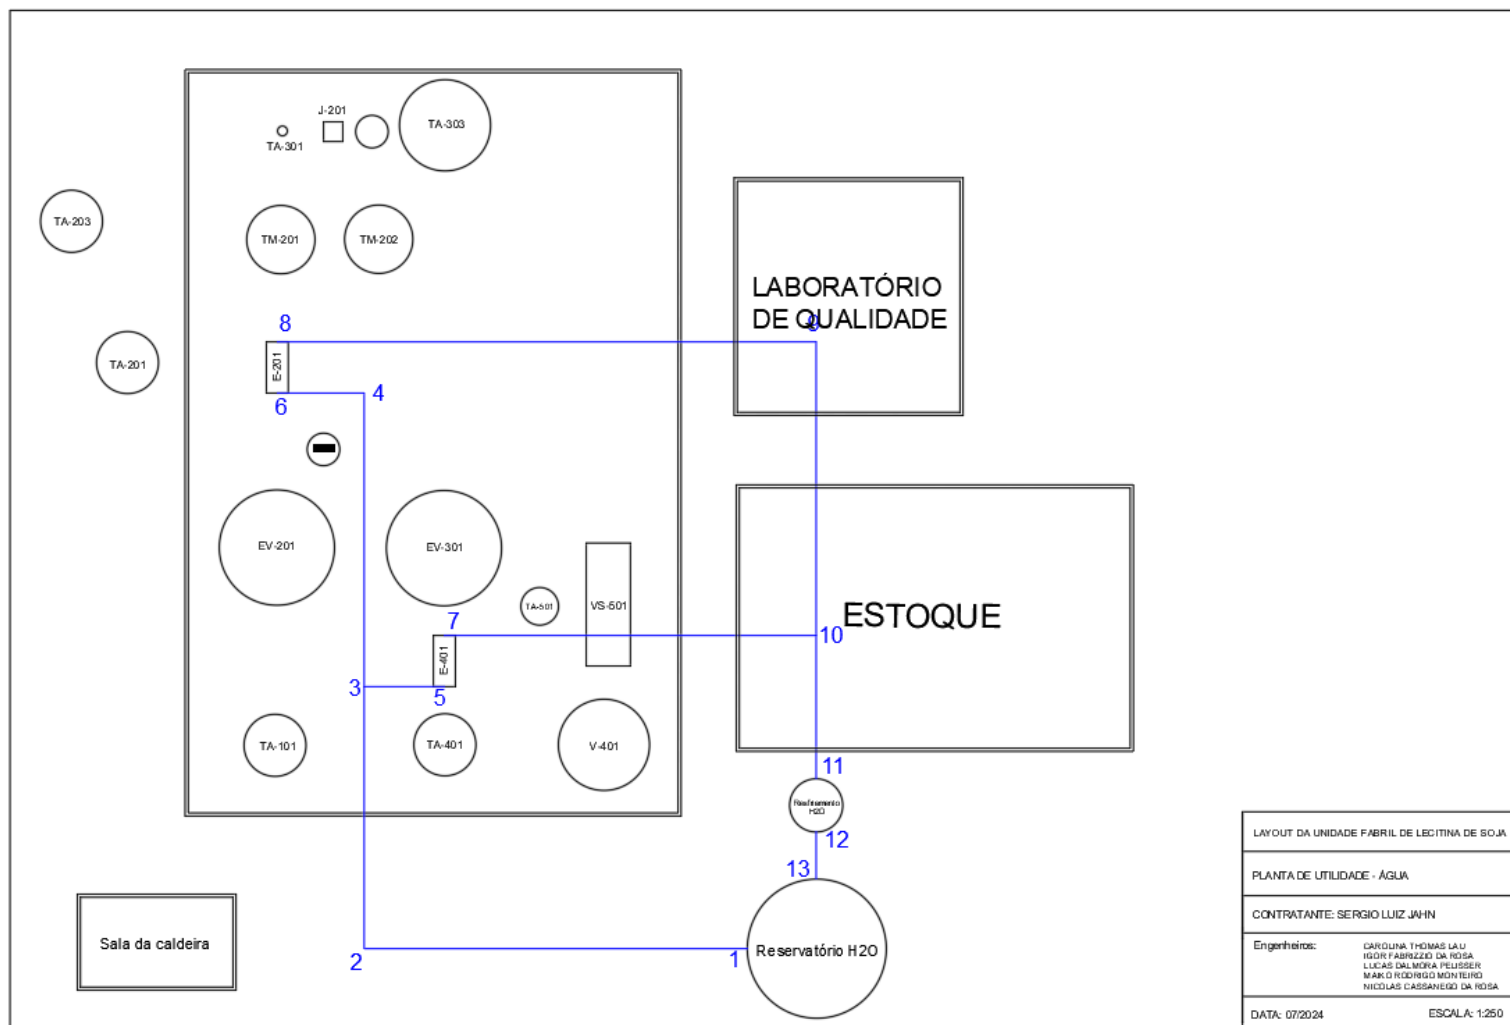 J-201
TA-303
TA-301
TA-203
TM-201
TM-202
LABORATÓRIO
DE QUALIDADE
8
9
E-201
TA-201
6
4
EV-201
EV-301
TA-501
VS-501
ESTOQUE
7
10
E-401
3
5
TA-101
TA-401
V-401
11
Resfriamento
H2O
12
13
Sala da caldeira
2
1
Reservatório H2O
LAYOUT DA UNIDADE FABRIL DE LECITINA DE SOJA
PLANTA DE UTILIDADE - ÁGUA
CONTRATANTE: SERGIO LUIZ JAHN
Engenheiros:
CAROLINA THOMAS LAU
IGOR FABRIZZIO DA ROSA
LUCAS DALMORA PELISSER
MAIKO RODRIGO MONTEIRO
NICOLAS CASSANEGO DA ROSA
DATA: 07/2024
ESCALA: 1:250